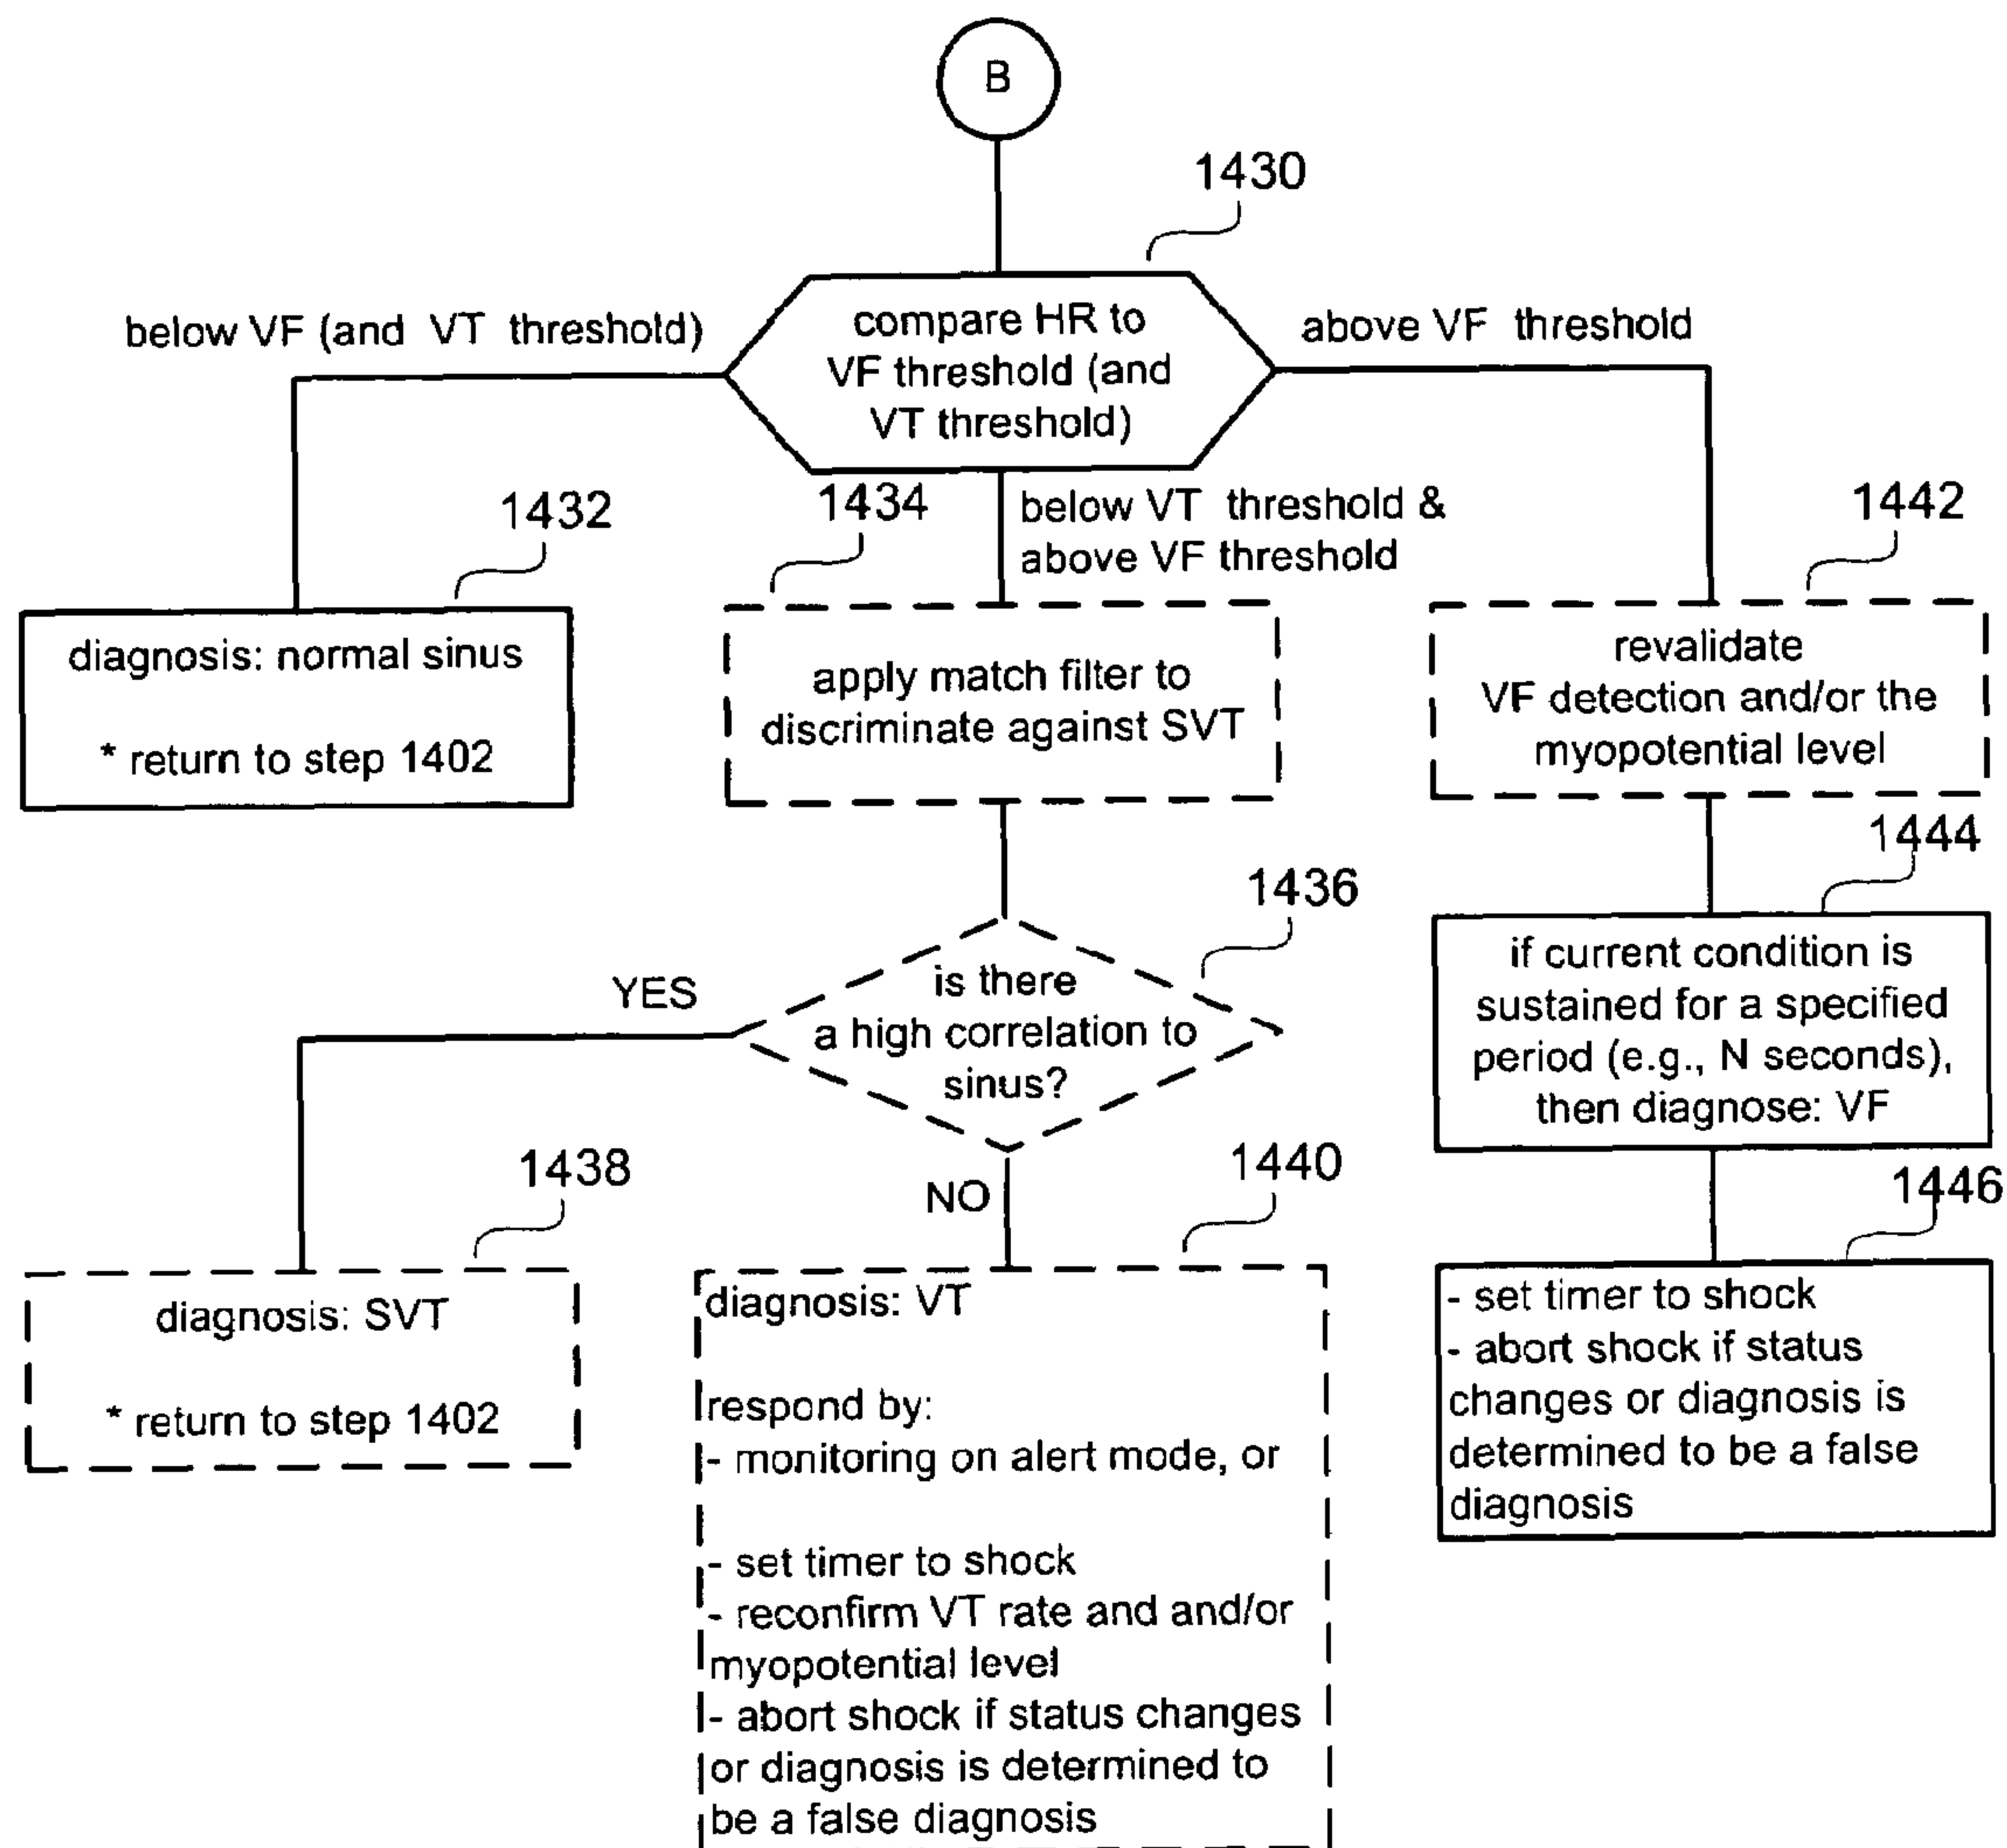 B
1430
compare HR to
VF threshold (and
VT threshold)
below VF (and VT threshold)
above VF threshold
below VT threshold &
above VF threshold
1432
diagnosis: normal sinus
* return to step 1402
1434
apply match filter to
discriminate against SVT
1442
revalidate
VF detection and/or the
myopotential level
1436
is there
a high correlation to
sinus?
YES
NO
1444
if current condition is
sustained for a specified
period (e.g., N seconds),
then diagnose: VF
1438
diagnosis: SVT
* return to step 1402
1440
diagnosis: VT
respond by:
- monitoring on alert mode, or
- set timer to shock
- reconfirm VT rate and and/or
myopotential level
- abort shock if status changes
or diagnosis is determined to
be a false diagnosis
1446
- set timer to shock
- abort shock if status
changes or diagnosis is
determined to be a false
diagnosis